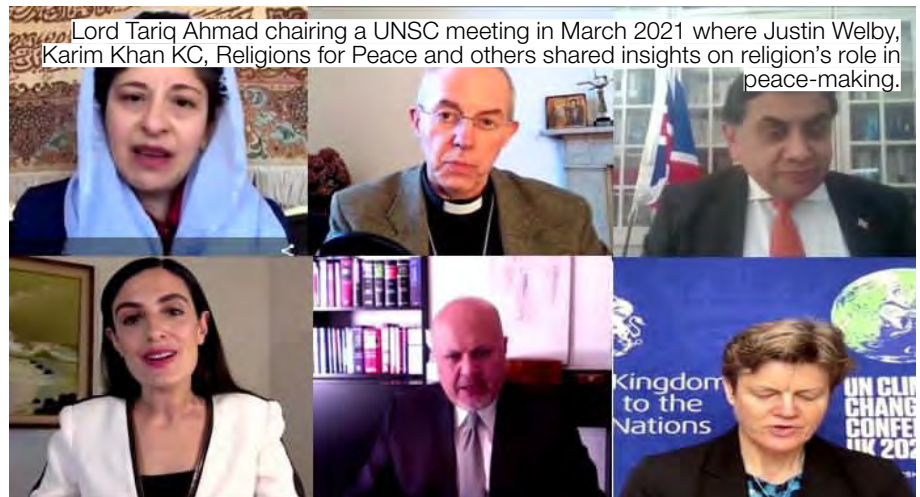 Lord Tariq Ahmad chairing a UNSC meeting in March 2021 where Justin Welby,
Karim Khan KC, Religions for Peace and others shared insights on religion’s role in
peace-making.
Kingdom
to the
Nations
UN CLIM
CHANG
CONFE
UK 202